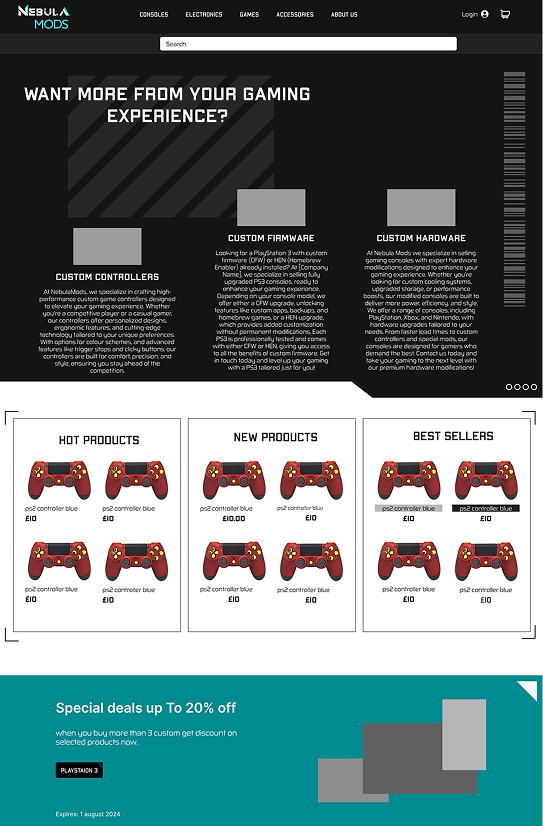 NEBULA
MODS
CONSOLES ELECTRONICS GAMES ACCESSORIES ABOUT US
Login
Search
WANT MORE FROM YOUR GAMING
EXPERIENCE?
CUSTOM CONTROLLERS
At NebulaMods, we specialize in crafting high-
performance custom game controllers designed
to elevate your gaming experience. Whether
you're a competitive player or a casual gamer,
our controllers offer personalized designs,
ergonomic features, and cutting-edge
technology tailored to your unique preferences.
With options for colour schemes, and advanced
features like trigger stops and clicky buttons, our
controllers are built for comfort, precision, and
style, ensuring you stay ahead of the
competition.
CUSTOM FIRMWARE
Looking for a PlayStation 3 with custom
firmware (CFW) or HEN (Homebrew
Enabler) already installed? At [Company
Name], we specialize in selling fully
upgraded PS3 consoles, ready to
enhance your gaming experience.
Depending on your console model, we
offer either a CFW upgrade, unlocking
features like custom apps, backups, and
homebrew games, or a HEN upgrade,
which provides added customization
without permanent modifications. Each
PS3 is professionally tested and comes
with either CFW or HEN, giving you access
to all the benefits of custom firmware. Get
in touch today and level up your gaming
with a PS3 tailored just for you!
CUSTOM HARDWARE
At Nebula Mods we specialize in selling
gaming consoles with expert hardware
modifications designed to enhance your
gaming experience. Whether you're
looking for custom cooling systems,
upgraded storage, or performance
boosts, our modified consoles are built to
deliver more power, efficiency, and style.
We offer a range of consoles, including
PlayStation, Xbox, and Nintendo, with
hardware upgrades tailored to your
needs. From faster load times to custom
controllers and special mods, our
consoles are designed for gamers who
demand the best. Contact us today and
take your gaming to the next level with
our premium hardware modifications!
HOT PRODUCTS
ps2 controller blue ps2 controller blue
£10 £10
ps2 controller blue ps2 controller blue
£10 £10
NEW PRODUCTS
ps2 controller blue ps2 controller blue
£10.00 £10
ps2 controller blue ps2 controller blue
£10 £10
BEST SELLERS
ps2 controller blue ps2 controller blue
£10 £10
ps2 controller blue ps2 controller blue
£10 £10
Special deals up To 20% off
when you buy more than 3 custom get discount on
selected products now.
PLAYSTAION 3
Expires: 1 august 2024